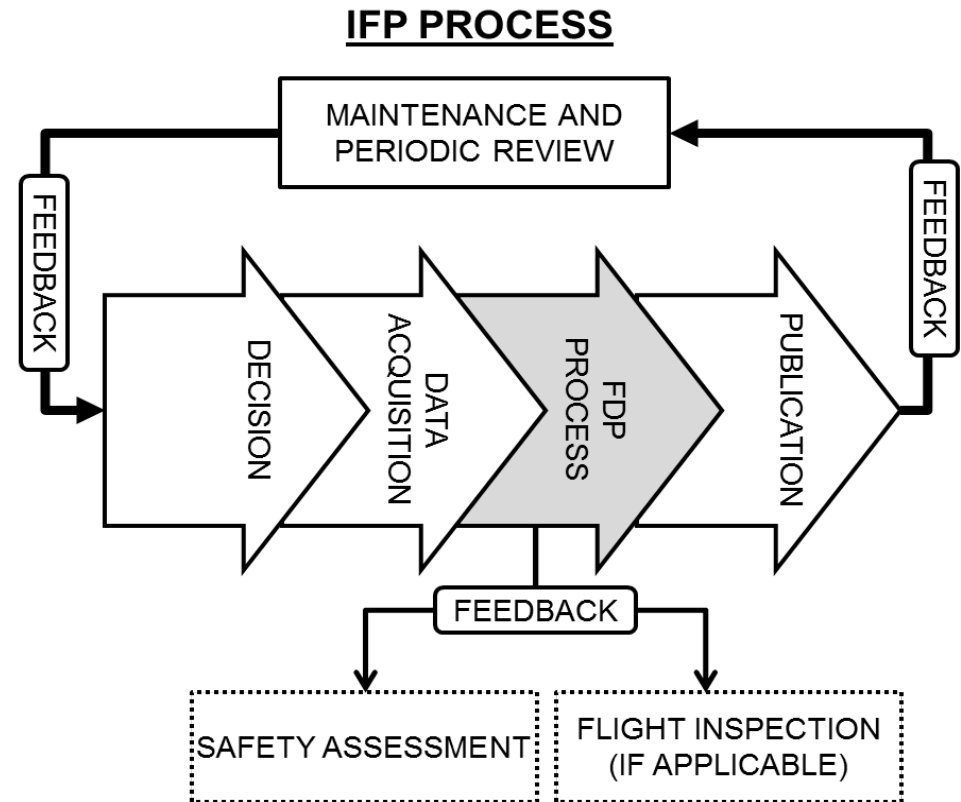 IFP PROCESS
MAINTENANCE AND
PERIODIC REVIEW
FEEDBACK
FEEDBACK
DECISION
DATA
ACQUISITION
FDP
PROCESS
PUBLICATION
FEEDBACK
SAFETY ASSESSMENT
FLIGHT INSPECTION
(IF APPLICABLE)